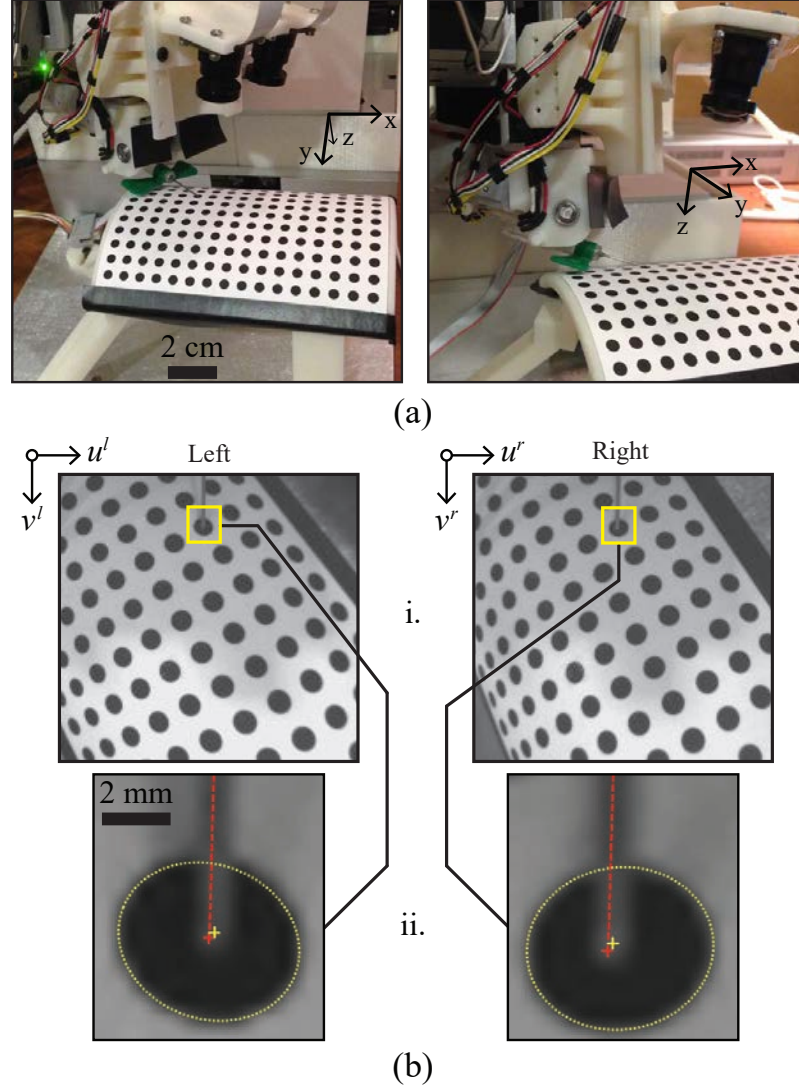 x
y
z
x
y
z
2 cm
(a)
u^l
Left
v^l
u^r
Right
v^r
i.
2 mm
ii.
(b)